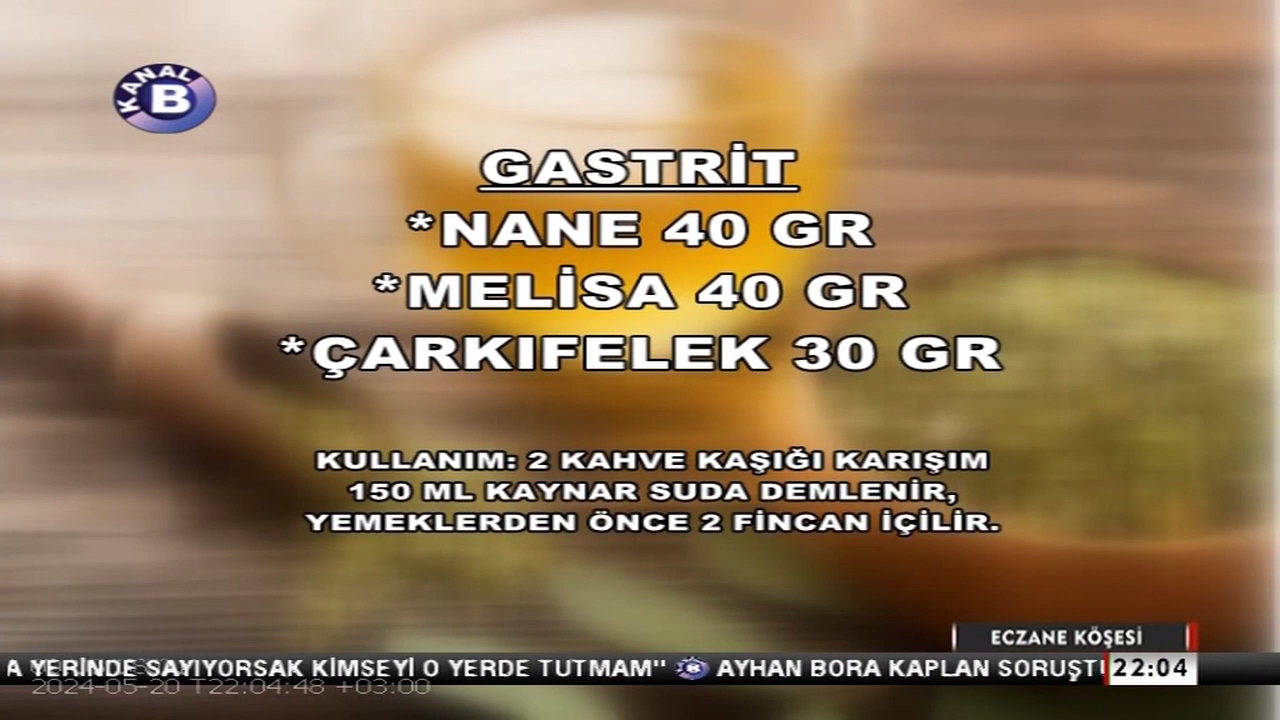 KANAL B
GASTRİT
*NANE 40 GR
*MELİSA 40 GR
*ÇARKIFELEK 30 GR
KULLANIM: 2 KAHVE KAŞIĞI KARIŞIM
150 ML KAYNAR SUDA DEMLENİR,
YEMEKLERDEN ÖNCE 2 FİNCAN İÇİLİR.
ECZANE KÖŞESİ
A YERİNDE SAYIYORSAK KİMSEYİ O YERDE TUTMAM" B AYHAN BORA KAPLAN SORUŞT 22:04
2024-05-20 T22:04:48 +03:00